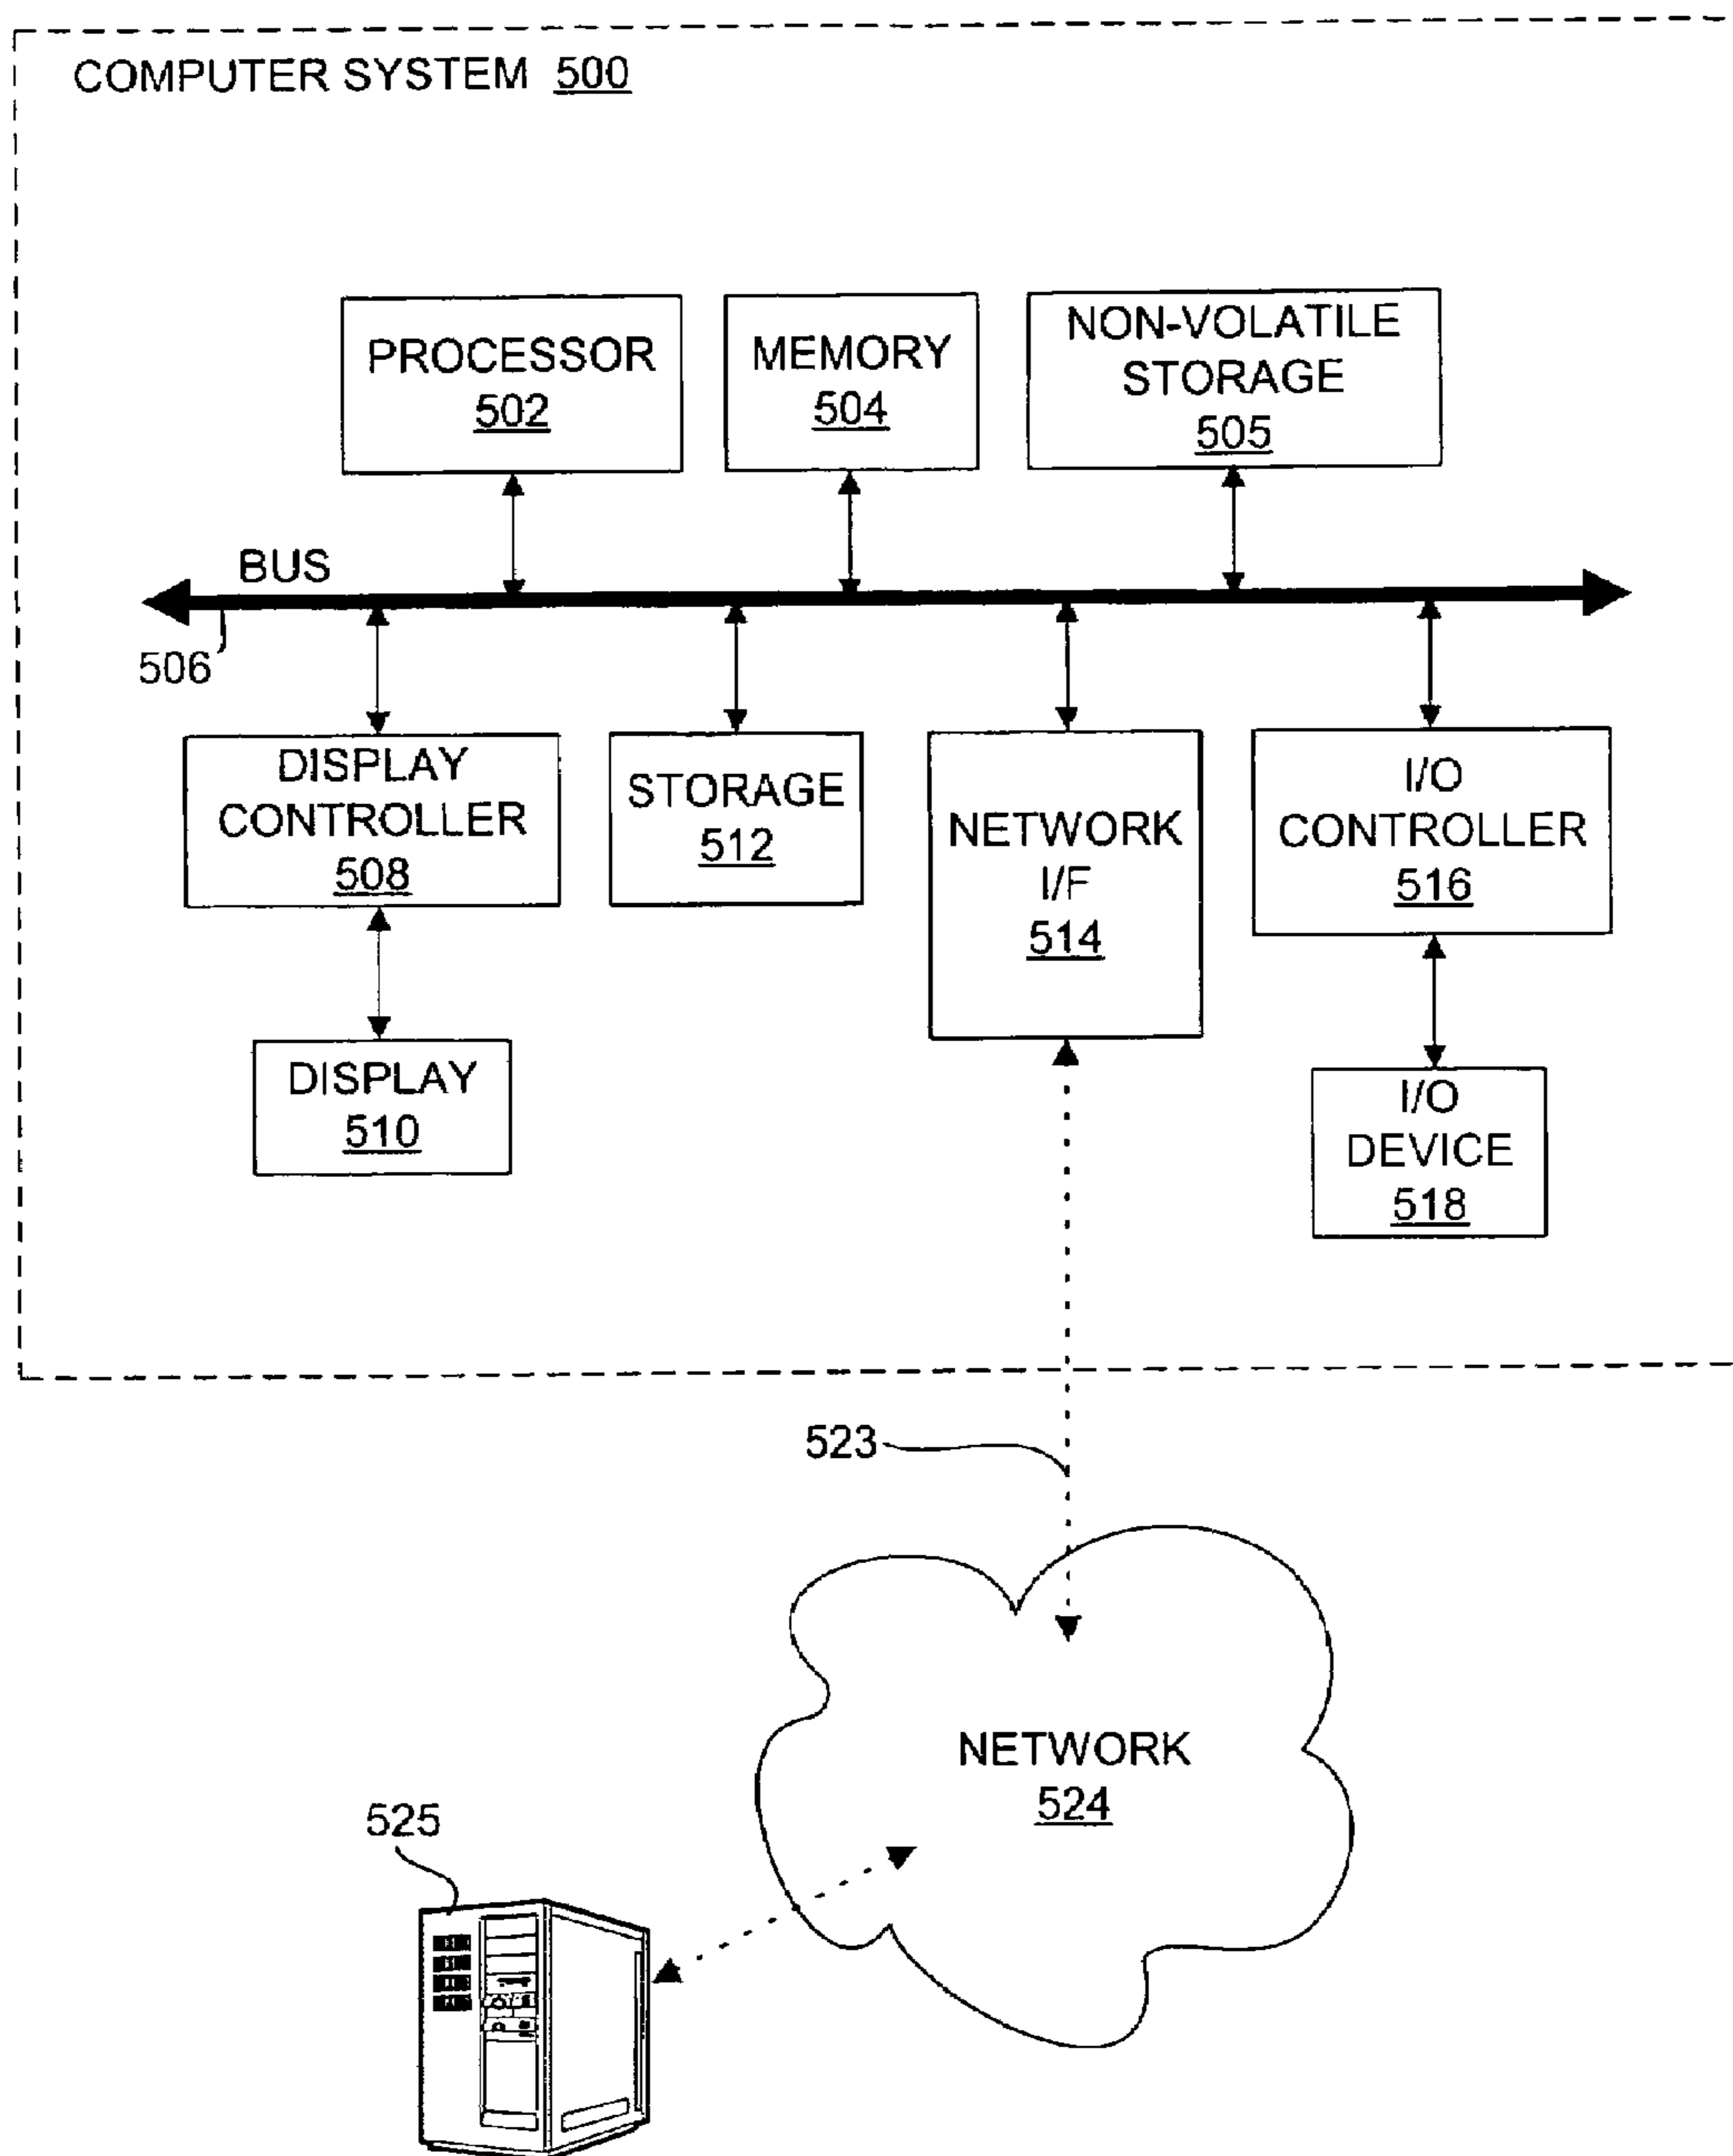 COMPUTER SYSTEM 500
PROCESSOR
502
MEMORY
504
NON-VOLATILE
STORAGE
505
BUS
506
DISPLAY
CONTROLLER
508
STORAGE
512
NETWORK
I/F
514
I/O
CONTROLLER
516
DISPLAY
510
I/O
DEVICE
518
523
NETWORK
524
525